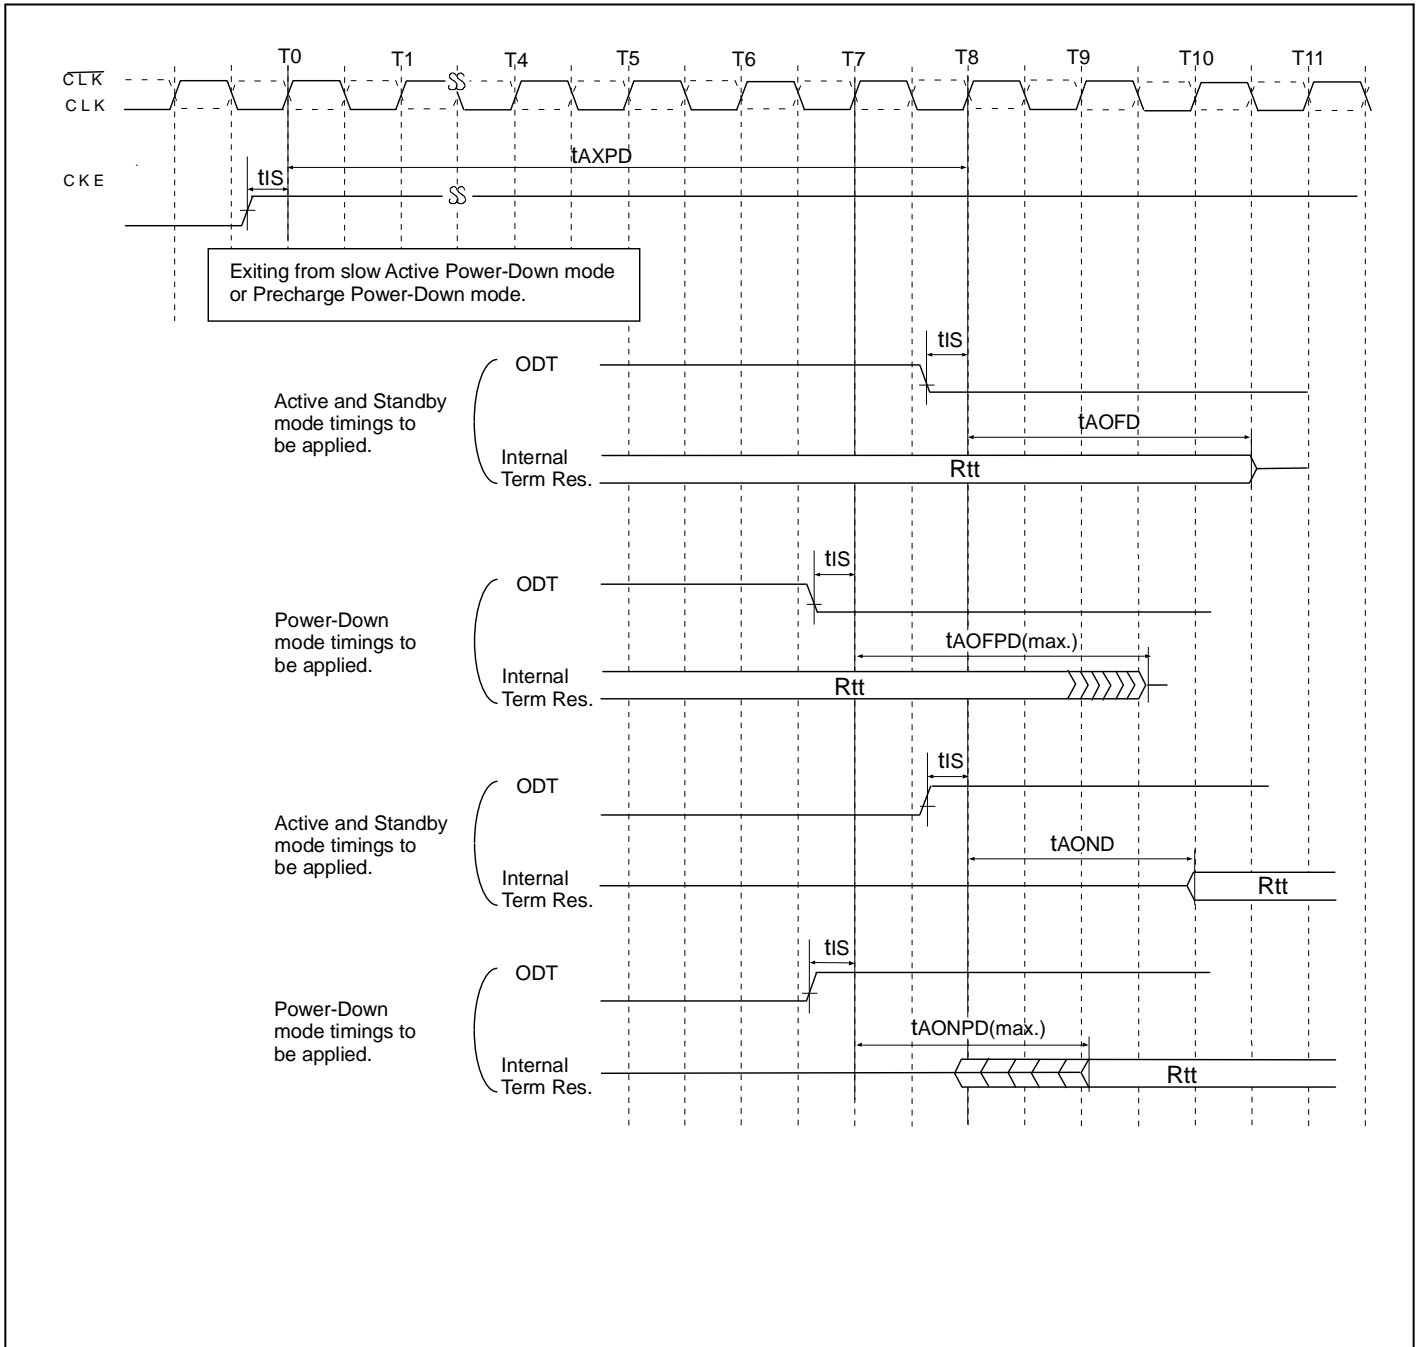 T0 T1 T4 T5 T6 T7 T8 T9 T10 T11
CLK
CLK
tAXPD
CKE
tIS
Exiting from slow Active Power-Down mode
or Precharge Power-Down mode.
tIS
ODT
Active and Standby
mode timings to
be applied.
tAOFD
Internal
Term Res.
Rtt
tIS
ODT
Power-Down
mode timings to
be applied.
tAOFPD(max.)
Internal
Term Res.
Rtt
tIS
ODT
Active and Standby
mode timings to
be applied.
tAOND
Internal
Term Res.
Rtt
tIS
ODT
Power-Down
mode timings to
be applied.
tAONPD(max.)
Internal
Term Res.
Rtt